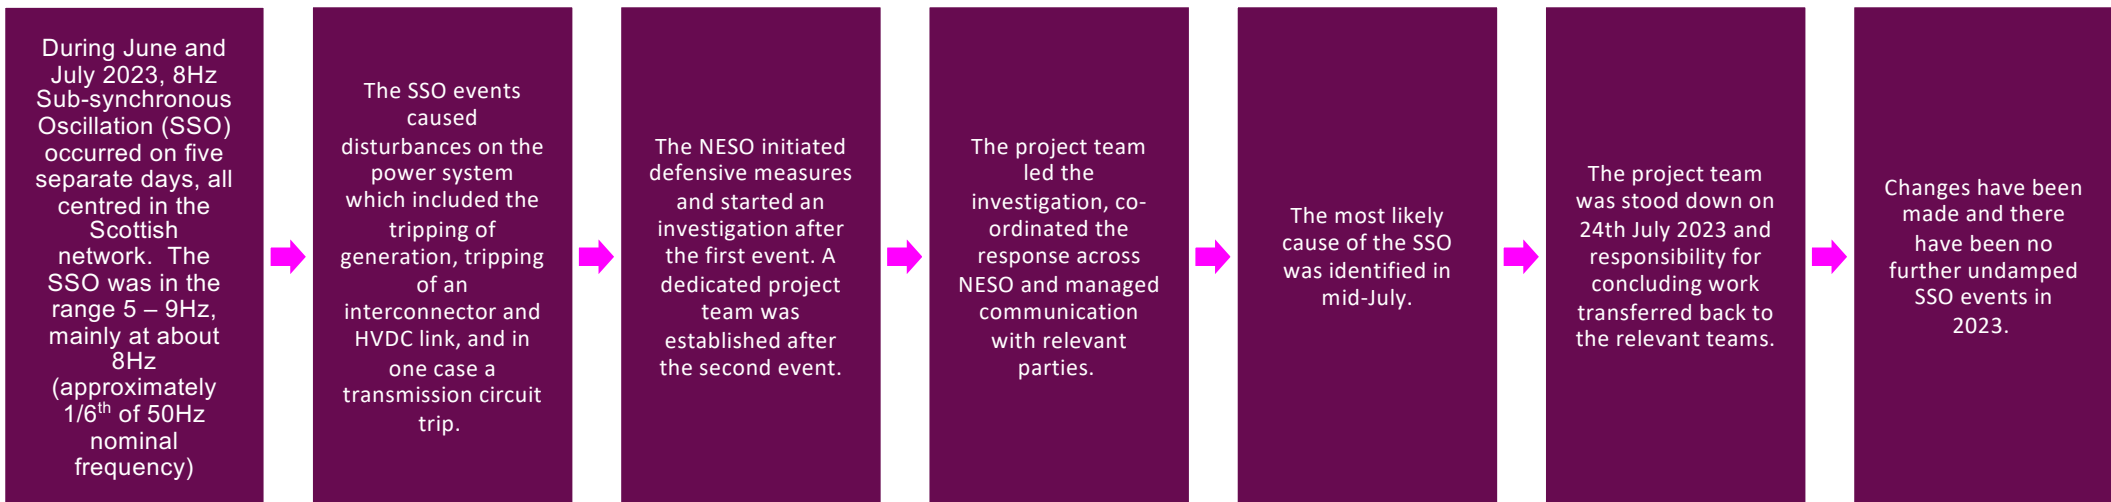 During June and
July 2023, 8Hz
Sub-synchronous
Oscillation (SSO)
occurred on five
separate days, all
centred in the
Scottish
network.  The
SSO was in the
range 5 – 9Hz,
mainly at about
8Hz
(approximately
1/6th of 50Hz
nominal
frequency)
The SSO events
caused
disturbances on the
power system
which included the
tripping of
generation, tripping
of an
interconnector and
HVDC link, and in
one case a
transmission circuit
trip.
The NESO initiated
defensive measures
and started an
investigation after
the first event. A
dedicated project
team was
established after
the second event.
The project team
led the
investigation, co-
ordinated the
response across
NESO and managed
communication
with relevant
parties.
The most likely
cause of the SSO
was identified in
mid-July.
The project team
was stood down on
24th July 2023 and
responsibility for
concluding work
transferred back to
the relevant teams.
Changes have been
made and there
have been no
further undamped
SSO events in
2023.